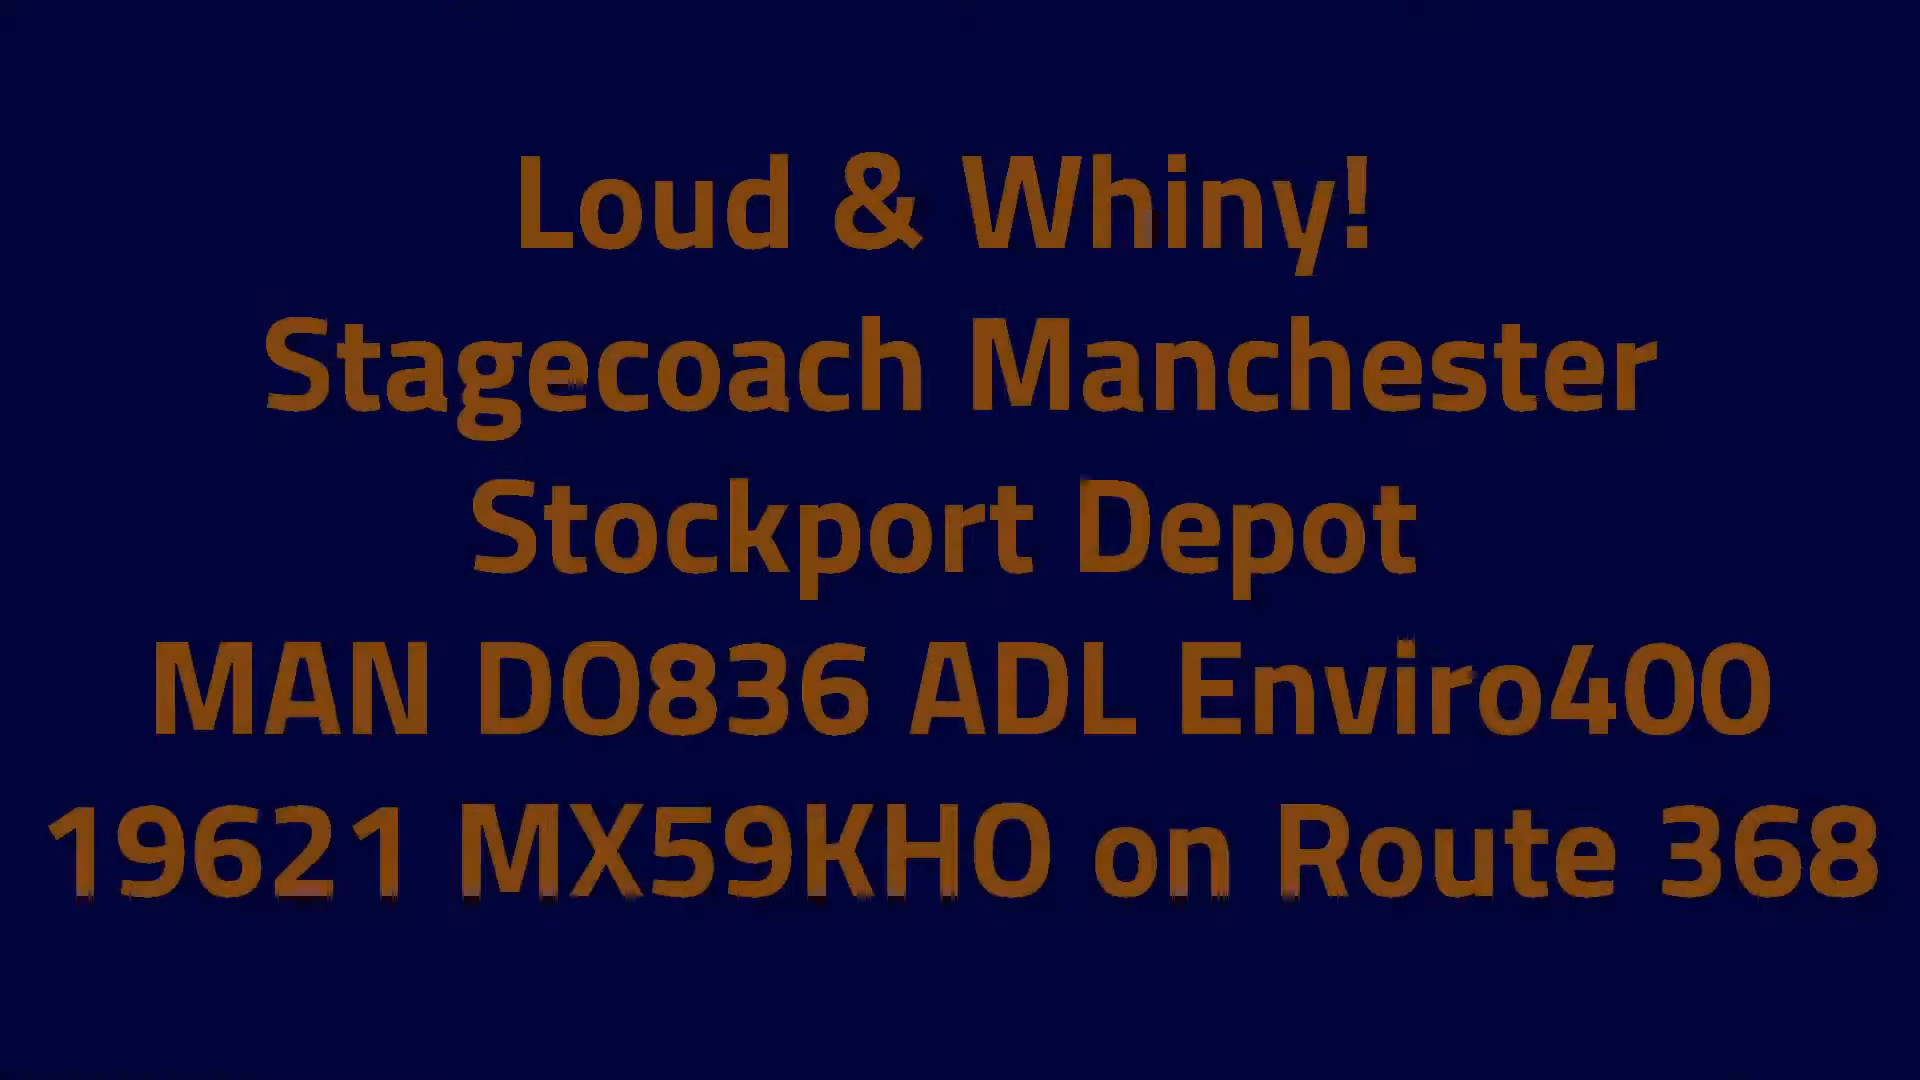 Loud & Whiny!
Stagecoach Manchester
Stockport Depot
MAN DO836 ADL Enviro400
19621 MX59KHO on Route 368